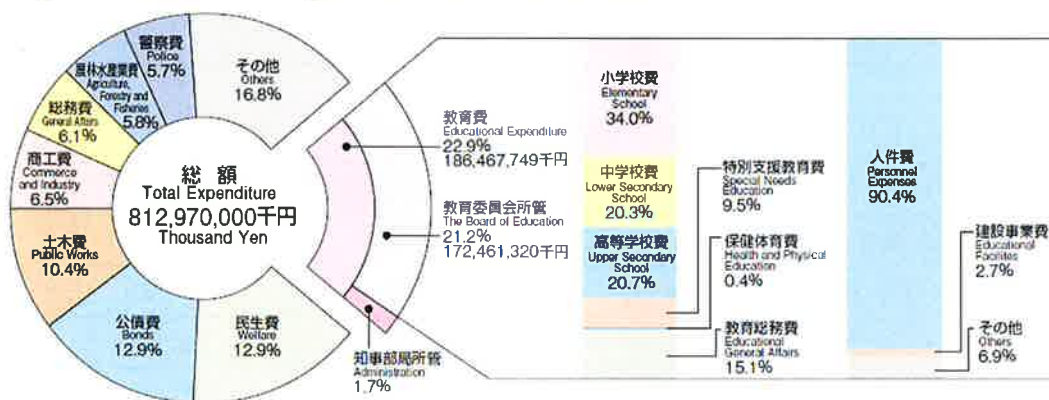 警察費
Police
5.7%
その他
Others
16.8%
農林水産業費
Agriculture,
Forestry and
Fisheries
5.8%
総務費
General Affairs
6.1%
商工費
Commerce
and Industry
6.5%
土木費
Public Works
10.4%
公債費
Bonds
12.9%
民生費
Welfare
12.9%
総額
Total Expenditure
812,970,000千円
Thousand Yen
教育費
Educational Expenditure
22.9%
186,467,749千円
教育委員会所管
The Board of Education
21.2%
172,461,320千円
知事部局所管
Administration
1.7%
小学校費
Elementary
School
34.0%
中学校費
Lower Secondary
School
20.3%
高等学校費
Upper Secondary
School
20.7%
特別支援教育費
Special Needs
Education
9.5%
保健体育費
Health and Physical
Education
0.4%
教育総務費
Educational
General Affairs
15.1%
人件費
Personnel
Expenses
90.4%
建設事業費
Educational
Facilites
2.7%
その他
Others
6.9%